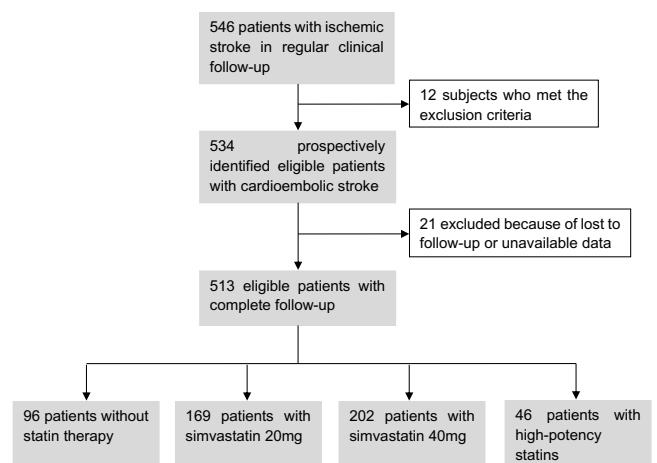 546 patients with ischemic
stroke in regular clinical
follow-up
12 subjects who met the
exclusion criteria
534 prospectively
identified eligible patients
with cardioembolic stroke
21 excluded because of lost to
follow-up or unavailable data
513 eligible patients with
complete follow-up
96 patients without
statin therapy
169 patients with
simvastatin 20mg
202 patients with
simvastatin 40mg
46 patients with
high-potency
statins